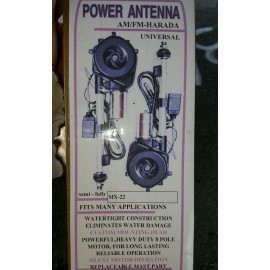 POWER ANTENNA
AM/FM-HARADA
UNIVERSAL
semi - fully MX-22
FITS MANY APPLICATIONS
WATERTIGHT CONSTRUCTION
ELIMINATES WATER DAMAGE
CUSTOM MOUNTING HEAD
POWERFUL,HEAVY DUTY 8 POLE
MOTOR, FOR LONG LASTING
RELIABLE OPERATION
SILENT MOTOR OPERATION
REPLACEABLE MAST PART